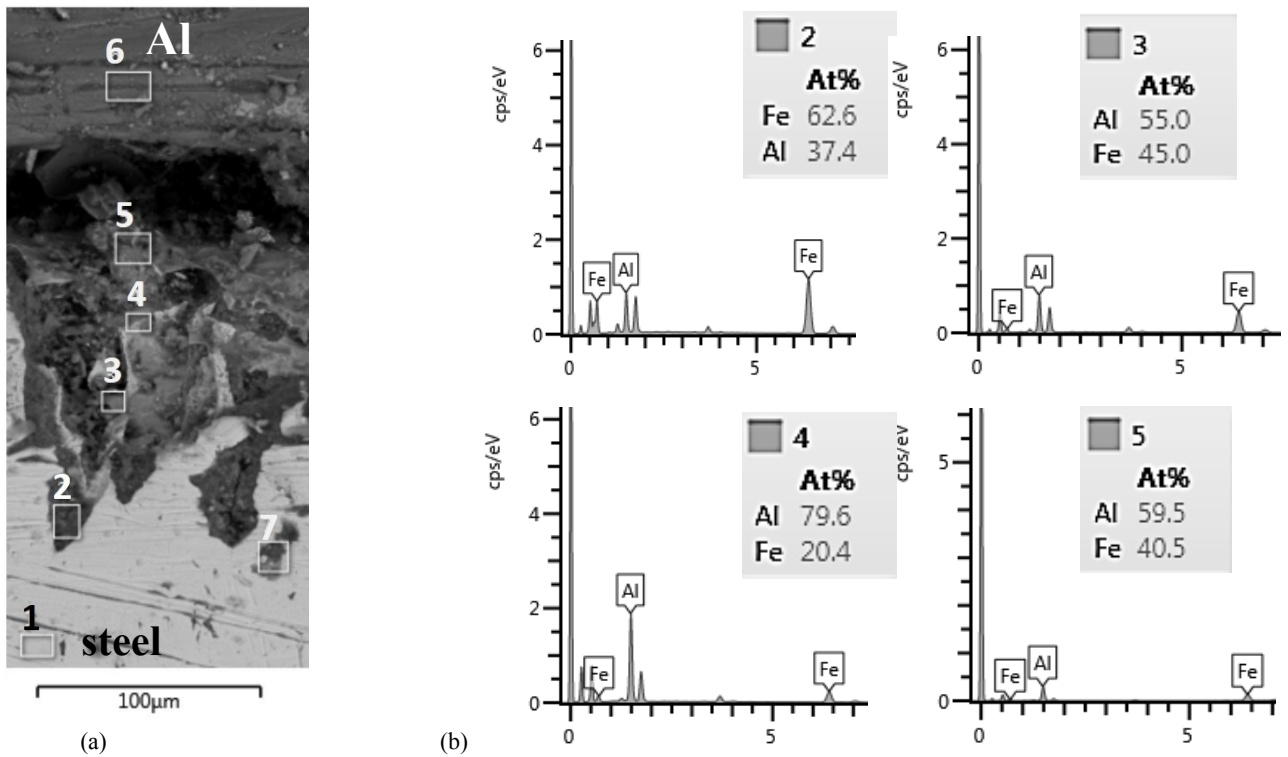 Al
6
5
4
3
2
7
1
steel
100µm
(a)
cps/eV
6
4
2
0
0
5
Fe
Al
Fe
2
At%
Fe 62.6
Al 37.4
cps/eV
6
4
2
0
0
5
Fe
Al
Fe
3
At%
Al 55.0
Fe 45.0
cps/eV
6
4
2
0
0
5
Fe
Al
Fe
4
At%
Al 79.6
Fe 20.4
cps/eV
5
0
0
5
Fe
Al
Fe
5
At%
Al 59.5
Fe 40.5
(b)